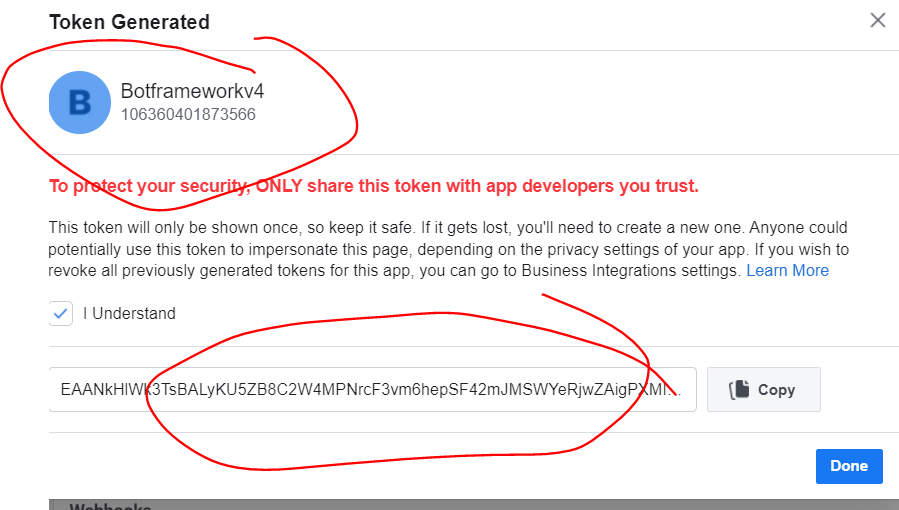 Token Generated
B
Botframeworkv4
106360401873566
To protect your security, ONLY share this token with app developers you trust.
This token will only be shown once, so keep it safe. If it gets lost, you'll need to create a new one. Anyone could
potentially use this token to impersonate this page, depending on the privacy settings of your app. If you wish to
revoke all previously generated tokens for this app, you can go to Business Integrations settings. Learn More
I Understand
EAANkHlWk3TsBALyKU5ZB8C2W4MPNrcF3vm6hepSF42mJMSWYeRjwZAigPXMI...
Copy
Done
Webhooks